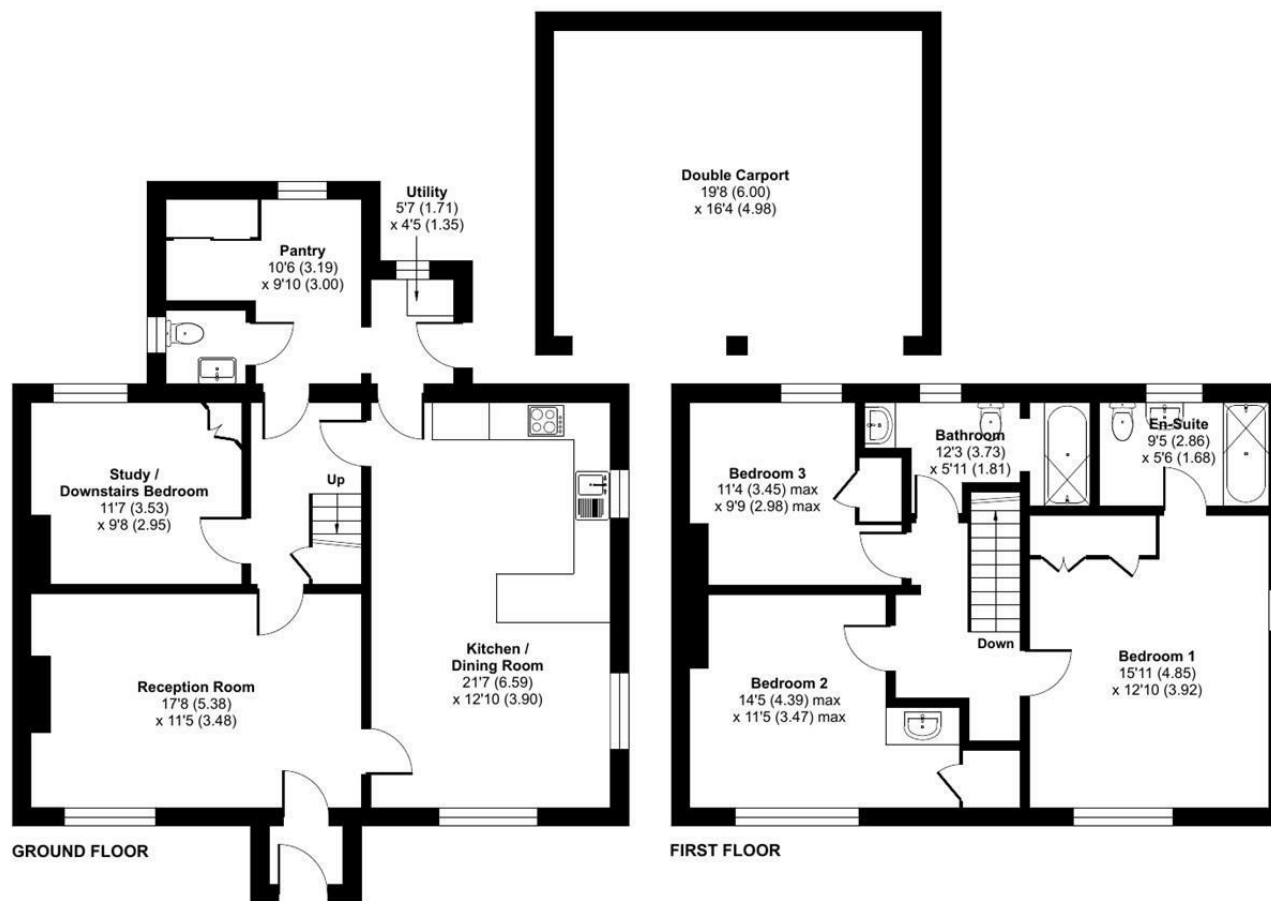 Double Carport
19'8 (6.00)
x 16'4 (4.98)
Utility
5'7 (1.71)
x 4'5 (1.35)
Pantry
10'6 (3.19)
x 9'10 (3.00)
Study /
Downstairs Bedroom
11'7 (3.53)
x 9'8 (2.95)
Up
Kitchen /
Dining Room
21'7 (6.59)
x 12'10 (3.90)
Reception Room
17'8 (5.38)
x 11'5 (3.48)
GROUND FLOOR
Bedroom 3
11'4 (3.45) max
x 9'9 (2.98) max
Bathroom
12'3 (3.73)
x 5'11 (1.81)
En-Suite
9'5 (2.86)
x 5'6 (1.68)
Down
Bedroom 1
15'11 (4.85)
x 12'10 (3.92)
Bedroom 2
14'5 (4.39) max
x 11'5 (3.47) max
FIRST FLOOR